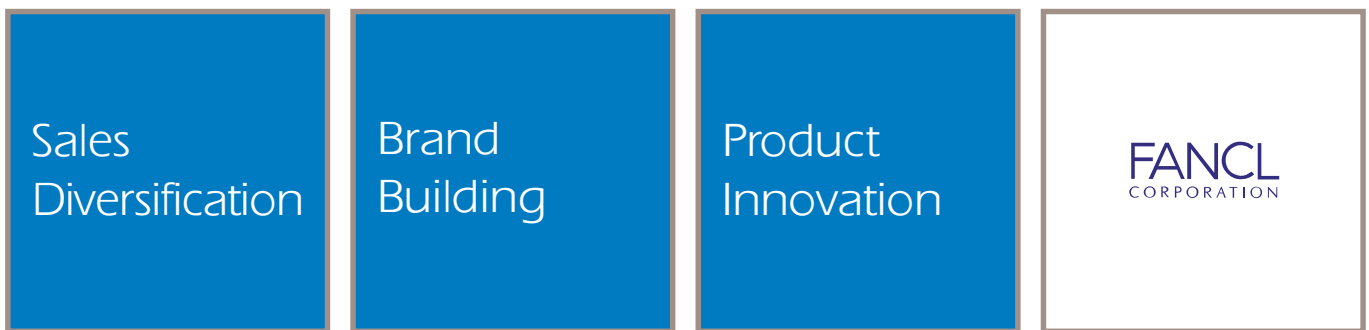 Sales
Diversification
Brand
Building
Product
Innovation
FANCL
CORPORATION